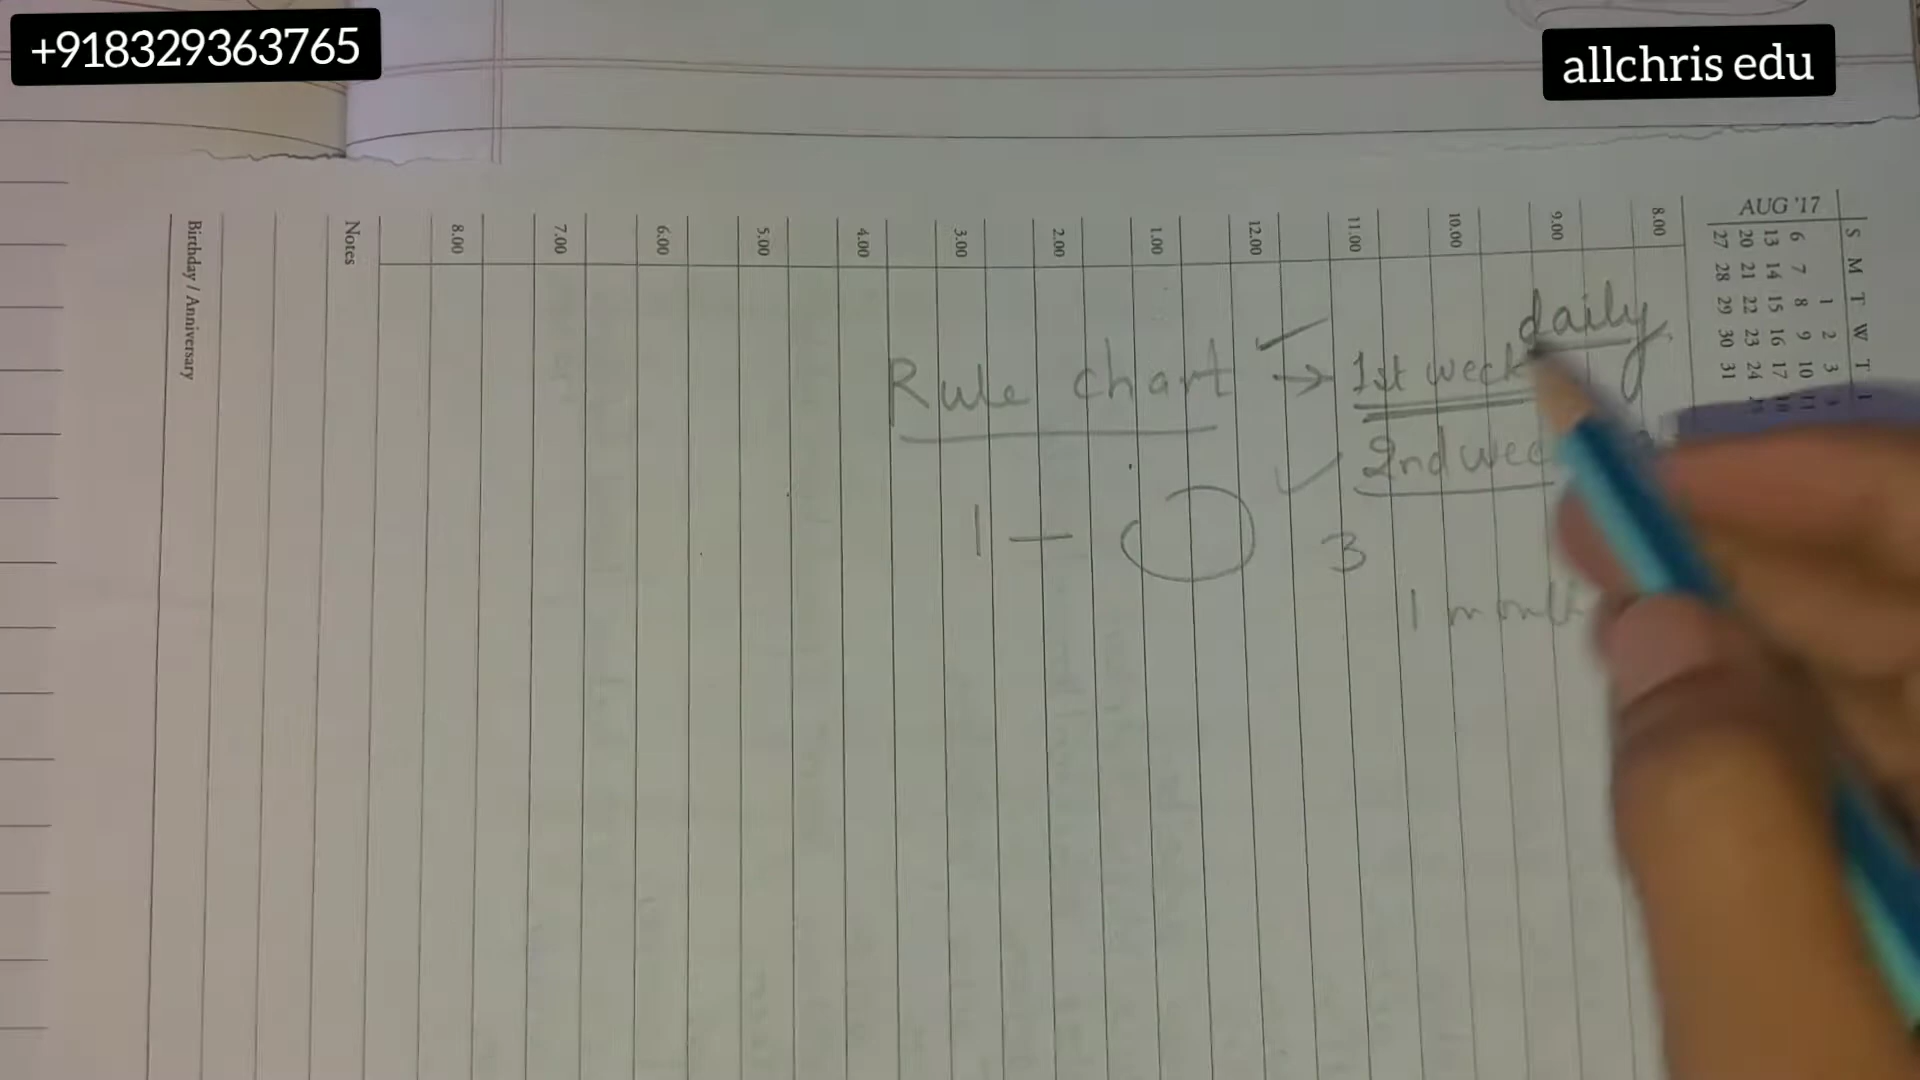 +918329363765
allchris edu
AUG '17
S M T W T
1 2 3
6 7 8 9 10 11
13 14 15 16 17 18
20 21 22 23 24
27 28 29 30 31
8.00
9.00
10.00
11.00
12.00
1.00
2.00
3.00
4.00
5.00
6.00
7.00
8.00
Notes
Birthday / Anniversary
daily
Rule chart → 1st week
2nd
1 — 3
1